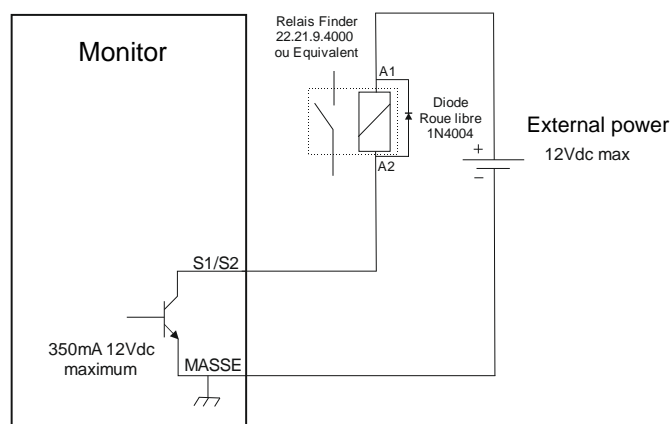 Relais Finder
22.21.9.4000
ou Equivalent
Monitor
A1
Diode
Roue libre
1N4004
External power
+
12Vdc max
−
A2
S1/S2
350mA 12Vdc
maximum
MASSE